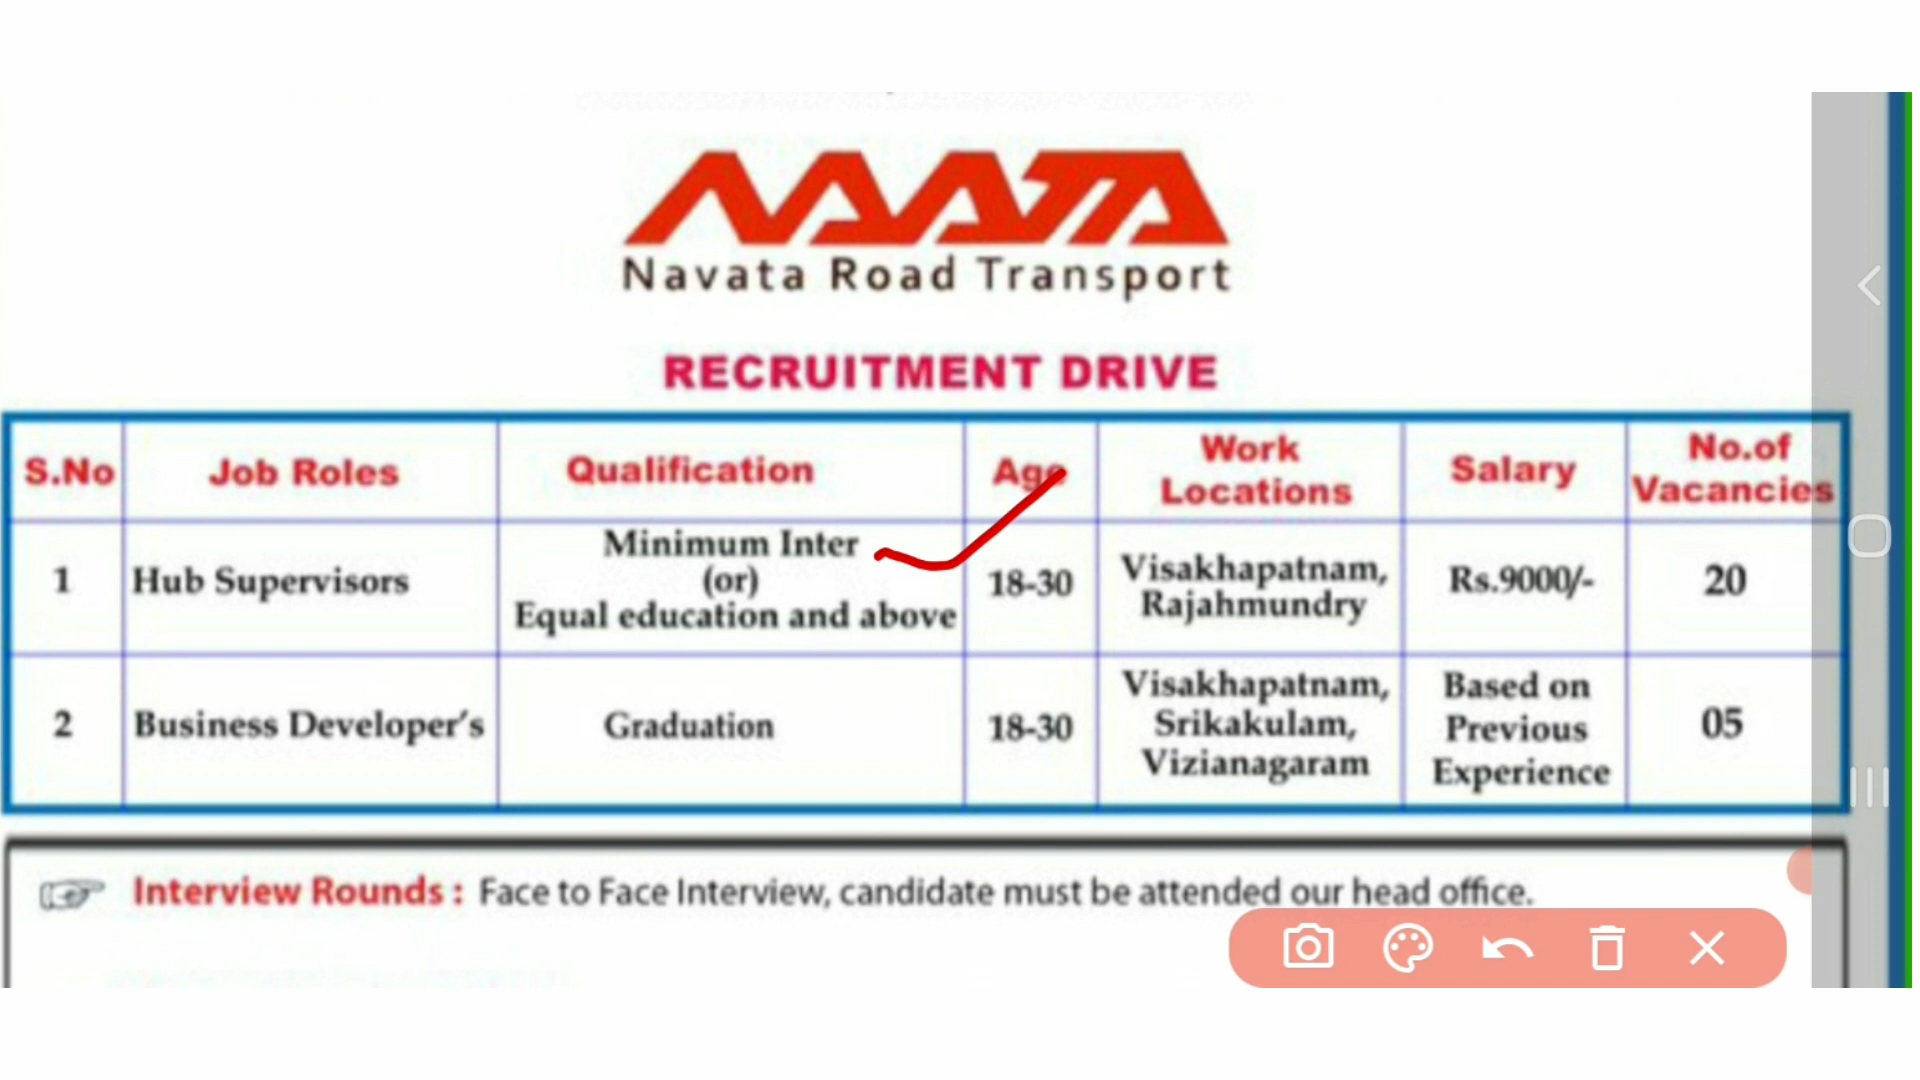 Navata Road Transport
RECRUITMENT DRIVE
S.No Job Roles Qualification Age Work Locations Salary No.of Vacancies
1 Hub Supervisors Minimum Inter (or) Equal education and above 18-30 Visakhapatnam, Rajahmundry Rs.9000/- 20
2 Business Developer's Graduation 18-30 Visakhapatnam, Srikakulam, Vizianagaram Based on Previous Experience 05
Interview Rounds : Face to Face Interview, candidate must be attended our head office.